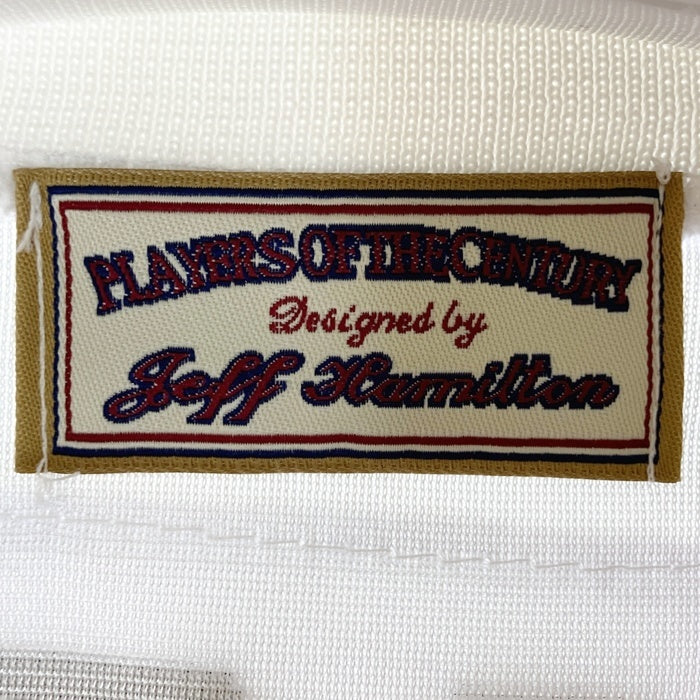 PLAYERS OF THE CENTURY
Designed by
Jeff Hamilton